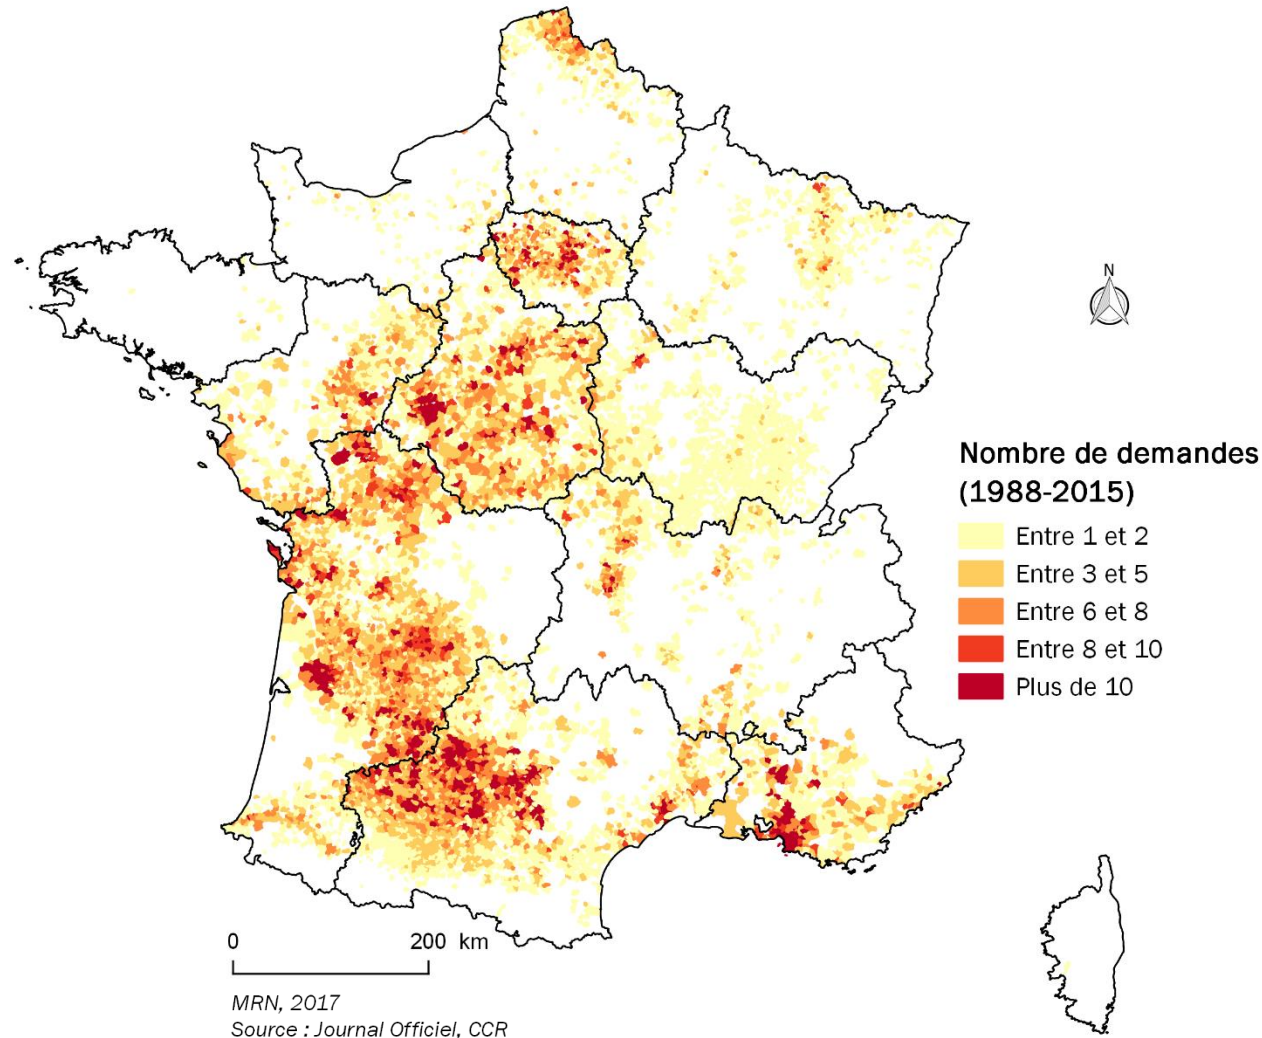 N
Nombre de demandes
(1988-2015)
Entre 1 et 2
Entre 3 et 5
Entre 6 et 8
Entre 8 et 10
Plus de 10
0 200 km
MRN, 2017
Source : Journal Officiel, CCR